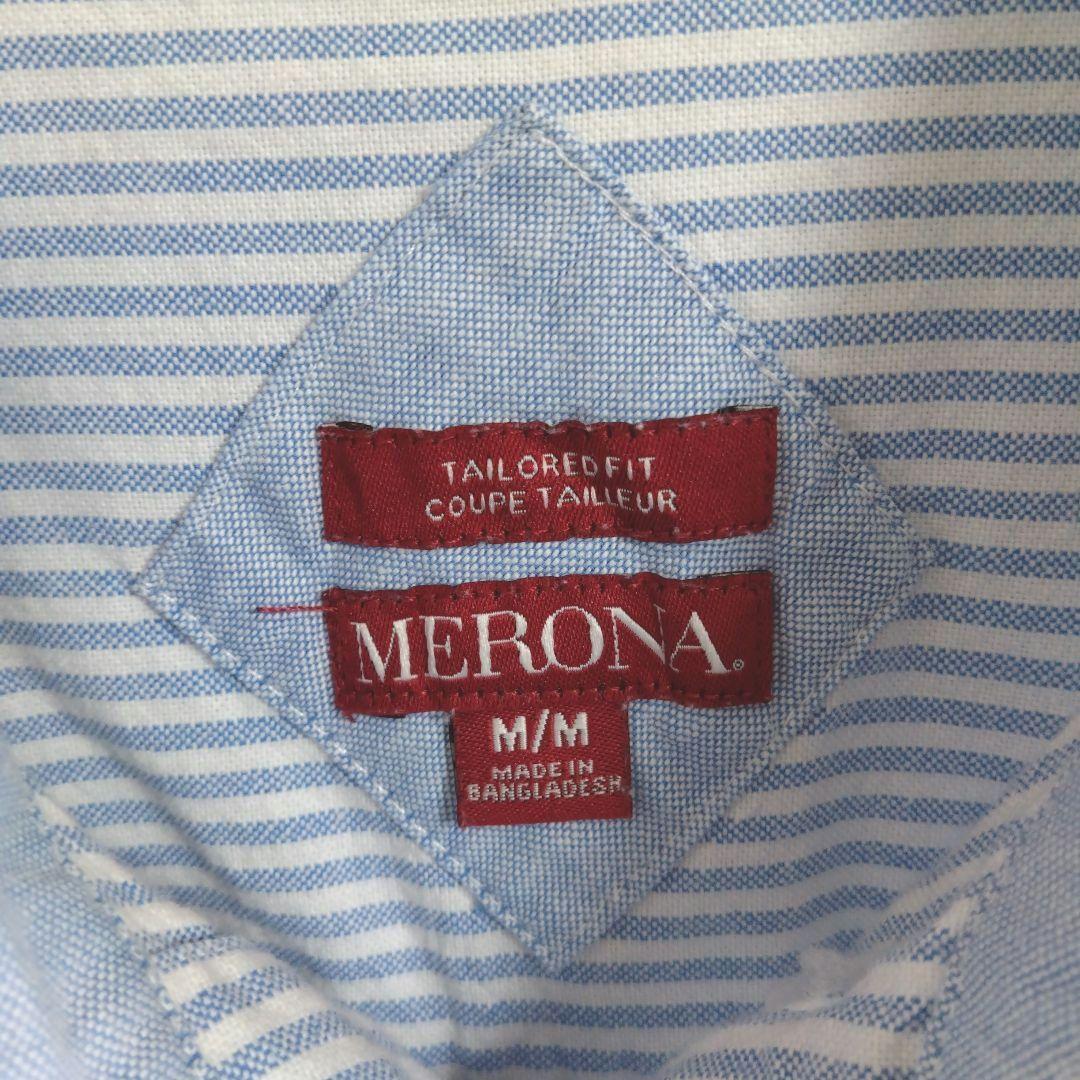 TAILORED FIT
COUPE TAILLEUR
MERONA®
M/M
MADE IN
BANGLADESH